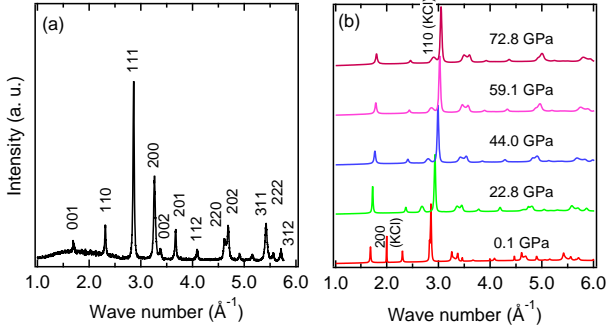 (a)
Intensity (a. u.)
001
110
111
200
002
201
112
220
202
311
222
312
1.0
2.0
3.0
4.0
5.0
6.0
Wave number (Å⁻¹)
(b)
110 (KCl)
72.8 GPa
59.1 GPa
44.0 GPa
22.8 GPa
200
(KCl)
0.1 GPa
1.0
2.0
3.0
4.0
5.0
6.0
Wave number (Å⁻¹)